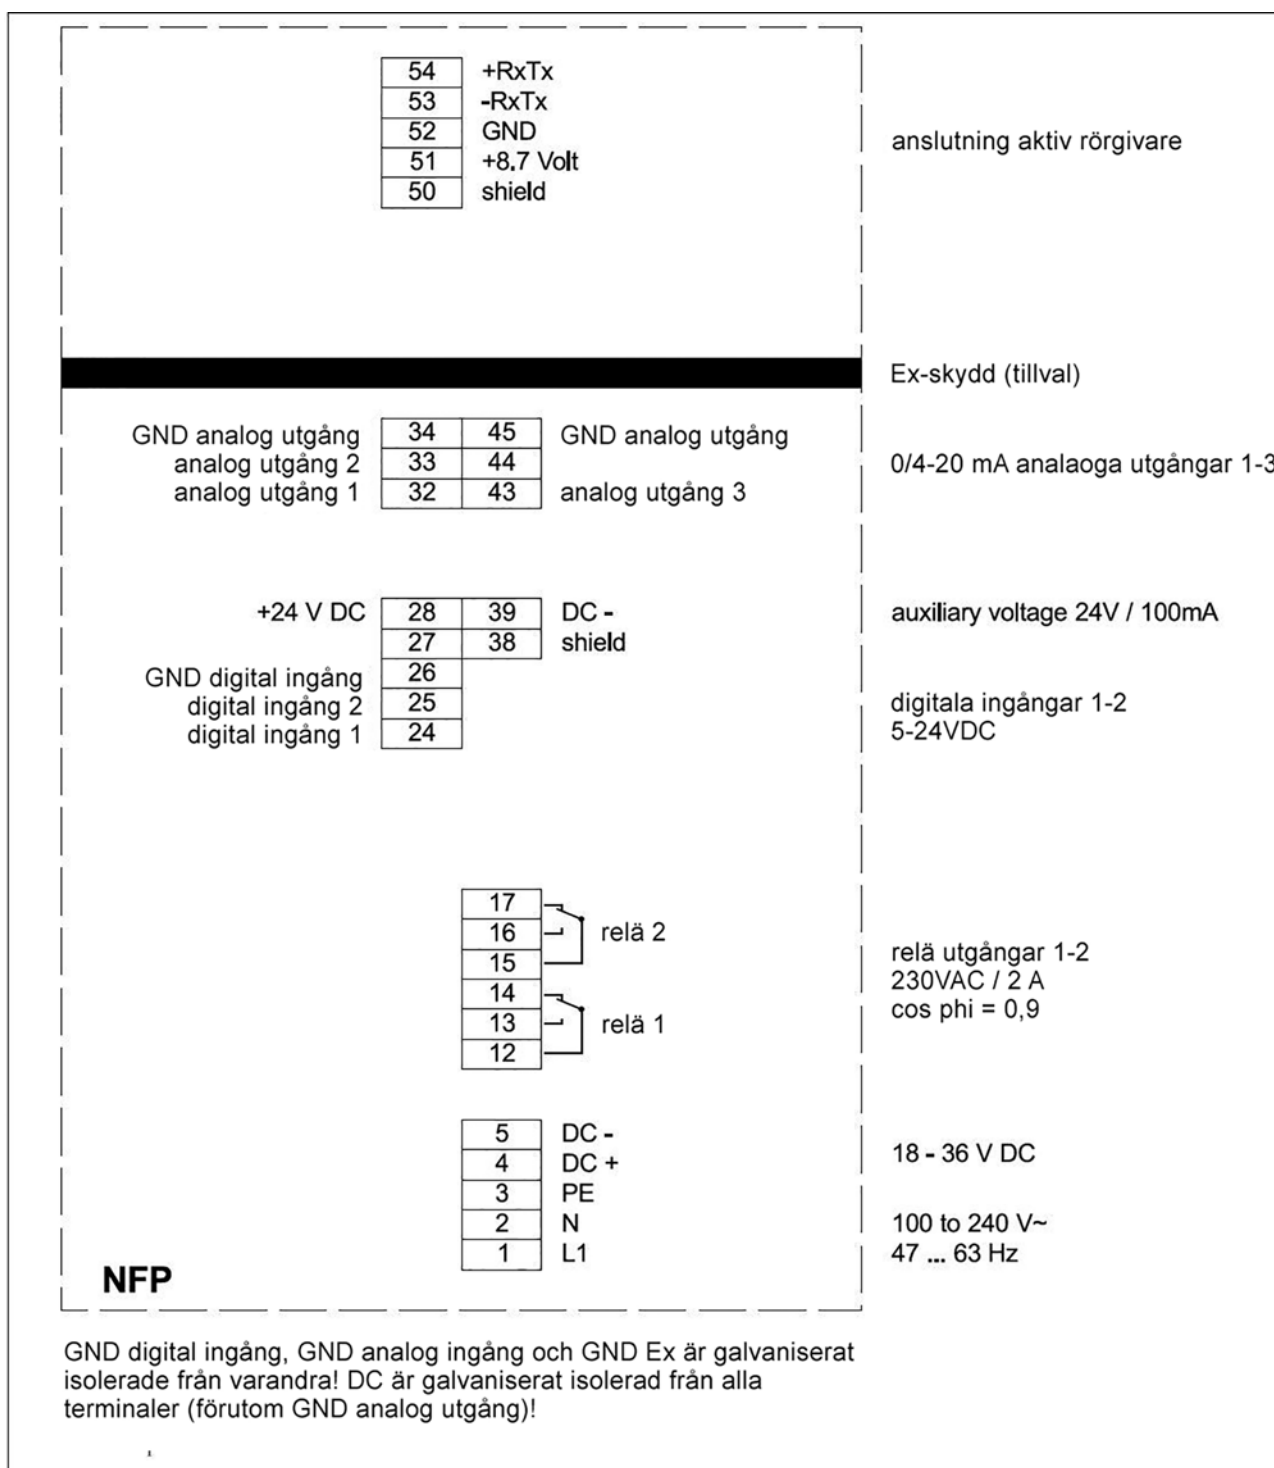 54 +RxTx
53 -RxTx
52 GND
51 +8.7 Volt
50 shield
anslutning aktiv rörgivare
Ex-skydd (tillval)
GND analog utgång 34 45 GND analog utgång
analog utgång 2 33 44
analog utgång 1 32 43 analog utgång 3
0/4-20 mA analaoga utgångar 1-3
+24 V DC 28 39 DC - auxiliary voltage 24V / 100mA
27 38 shield
GND digital ingång 26
digital ingång 2 25
digital ingång 1 24
digitala ingångar 1-2
5-24VDC
17
16 relä 2
15
14
13 relä 1
12
relä utgångar 1-2
230VAC / 2 A
cos phi = 0,9
5 DC -
4 DC +
3 PE
2 N
1 L1
18 - 36 V DC
100 to 240 V~
47 ... 63 Hz
NFP
GND digital ingång, GND analog ingång och GND Ex är galvaniserat
isolerade från varandra! DC är galvaniserat isolerad från alla
terminaler (förutom GND analog utgång)!